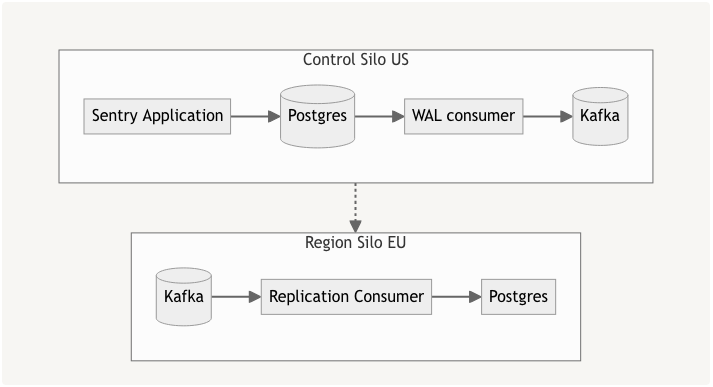 Control Silo US
Sentry Application
Postgres
WAL consumer
Kafka
Region Silo EU
Kafka
Replication Consumer
Postgres